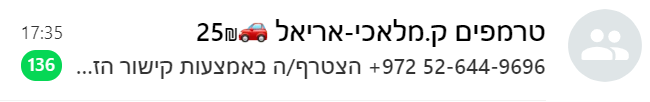 טרמפים ק.מלאכי-אריאל 🚗25₪
17:35
+972 52-644-9696 הצטרף/ה באמצעות קישור הז...
136